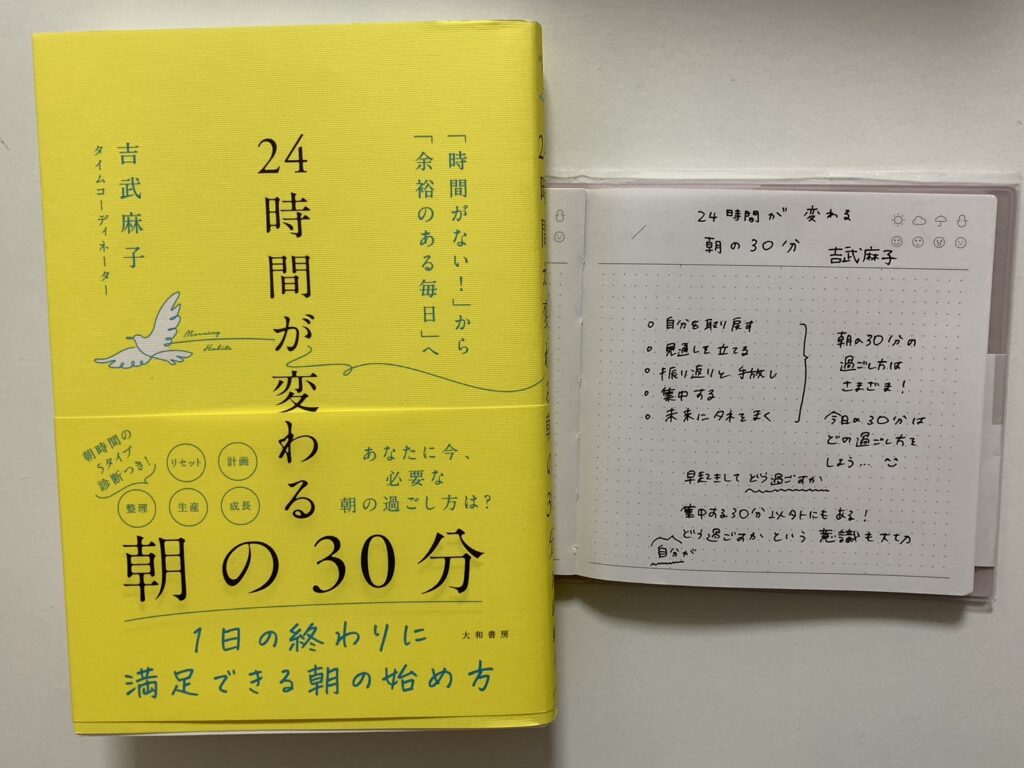 「時間がない！」から
「余裕のある毎日」へ
24時間が変わる
朝の30分
吉武麻子
タイムコーディネーター
Morning
Habits
朝時間の
5タイプ
診断つき！
リセット
計画
整理
生産
成長
あなたに今、
必要な
朝の過ごし方は？
1日の終わりに
満足できる朝の始め方
大和書房
24時間が変わる
朝の30分
吉武麻子
自分を取り戻す
見通しを立てる
振り返りと手放し
集中する
未来にタネをまく
朝の30分の
過ごし方は
さまざま！
今日の30分は
どの過ごし方を
しよう…
早起きして どう過ごすか
集中する30分以外にもある！
どう過ごすか という 意識も大切
自分が